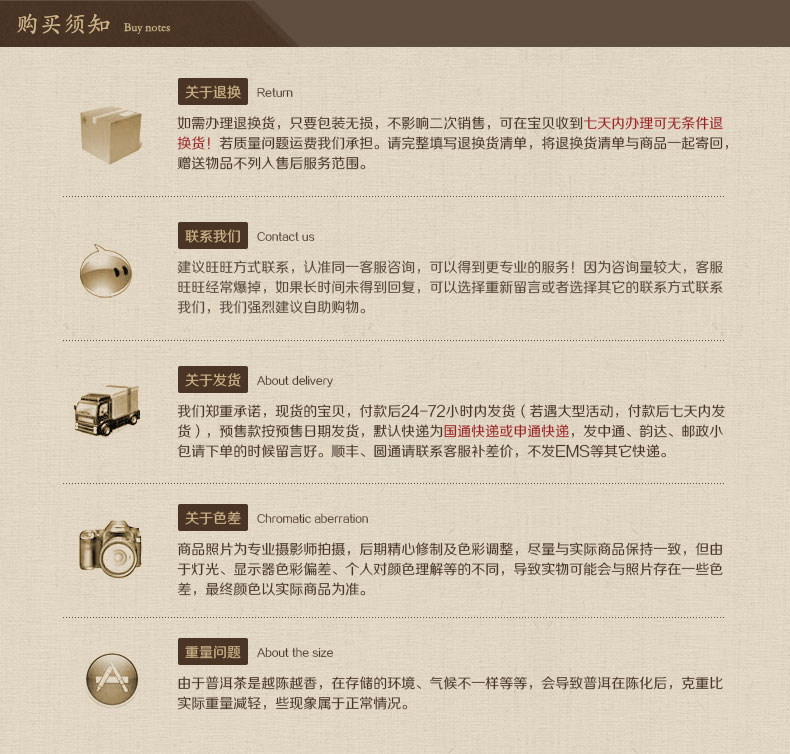 购买须知 Buy notes
关于退换 Return
如需办理退换货，只要包装无损，不影响二次销售，可在宝贝收到七天内办理可无条件退
换货！若质量问题运费我们承担。请完整填写退换货清单，将退换货清单与商品一起寄回，
赠送物品不列入售后服务范围。
联系我们 Contact us
建议旺旺方式联系，认准同一客服咨询，可以得到更专业的服务！因为咨询量较大，客服
旺旺经常爆掉，如果长时间未得到回复，可以选择重新留言或者选择其它的联系方式联系
我们，我们强烈建议自助购物。
关于发货 About delivery
我们郑重承诺，现货的宝贝，付款后24-72小时内发货（若遇大型活动，付款后七天内发
货），预售款按预售日期发货，默认快递为国通快递或申通快递，发中通、韵达、邮政小
包请下单的时候留言好。顺丰、圆通请联系客服补差价，不发EMS等其它快递。
关于色差 Chromatic aberration
商品照片为专业摄影师拍摄，后期精心修制及色彩调整，尽量与实际商品保持一致，但由
于灯光、显示器色彩偏差、个人对颜色理解等的不同，导致实物可能会与照片存在一些色
差，最终颜色以实际商品为准。
重量问题 About the size
由于普洱茶是越陈越香，在存储的环境、气候不一样等等，会导致普洱在陈化后，克重比
实际重量减轻，些现象属于正常情况。